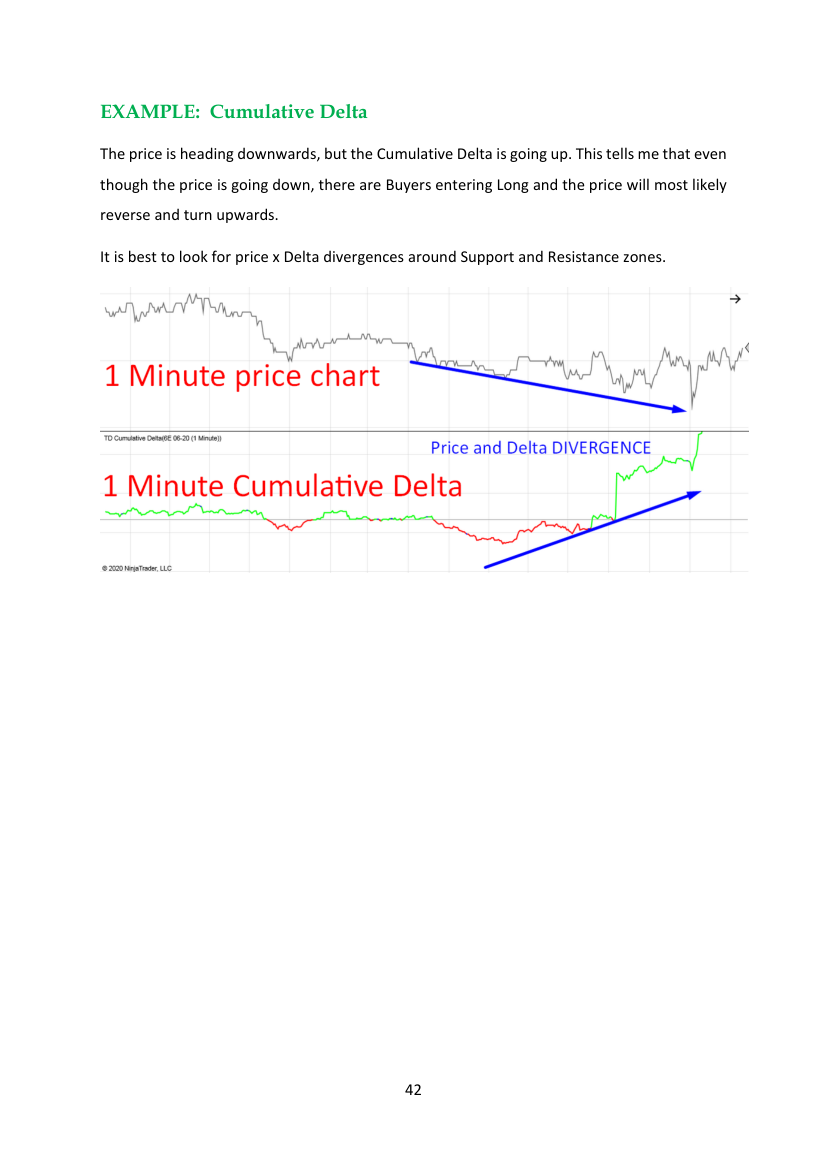 EXAMPLE: Cumulative Delta
The price is heading downwards, but the Cumulative Delta is going up. This tells me that even
though the price is going down, there are Buyers entering Long and the price will most likely
reverse and turn upwards.
It is best to look for price x Delta divergences around Support and Resistance zones.
1 Minute price chart
TD Cumulative Delta(6E 06-20 (1 Minute))
Price and Delta DIVERGENCE
1 Minute Cumulative Delta
© 2020 NinjaTrader, LLC
42